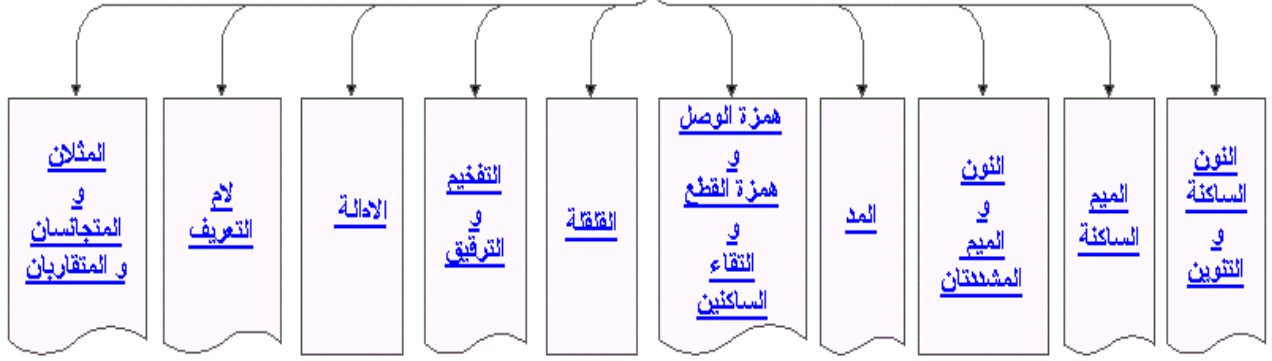 النون
الساكنة
و
التنوين
الميم
الساكنة
النون
و
الميم
المشددتان
المد
همزة الوصل
و
همزة القطع
و
التقاء
الساكنين
القلقلة
التفخيم
و
الترقيق
الامالة
لام
التعريف
المثلان
و
المتجانسان
و المتقاربان